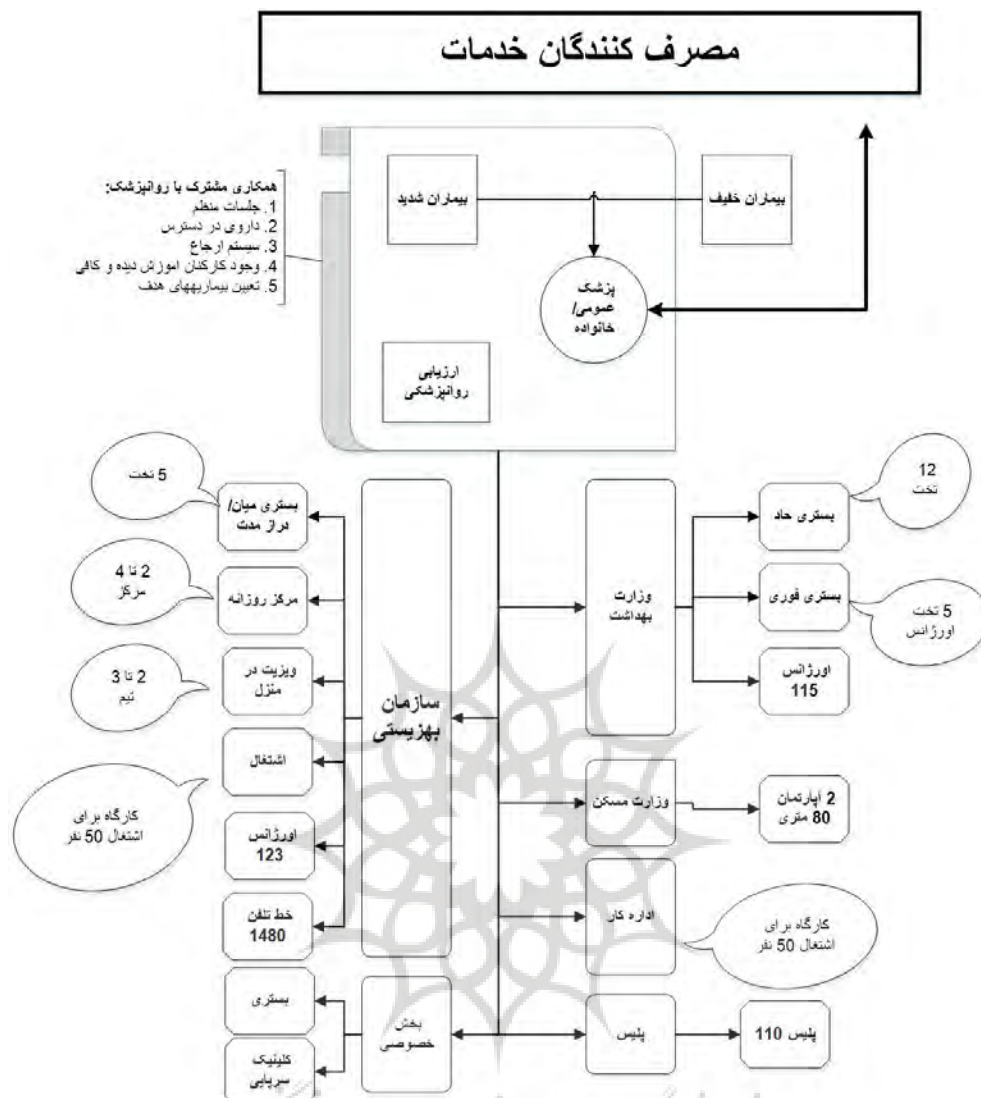 مصرف کنندگان خدمات
بیماران خفیف
بیماران شدید
همکاری مشترک با روانپزشک:
1. جلسات منظم
2. داروی در دسترس
3. سیستم ارجاع
4. وجود کارکنان اموزش دیده و کافی
5. تعیین بیماریههای هدف
پزشک
عمومی/
خانواده
ارزیابی
روانپزشکی
12
تخت
بستری حاد
وزارت
بهداشت
بستری فوری
5 تخت
اورژانس
اورژانس
115
وزارت مسکن
2 آپارتمان
80 متری
اداره کار
کارگاه برای
اشتغال 50 نفر
پلیس
پلیس 110
سازمان
بهزیستی
بستری میان/
دراز مدت
5 تخت
مرکز روزانه
2 تا 4
مرکز
ویزیت در
منزل
2 تا 3
تیم
اشتغال
کارگاه برای
اشتغال 50 نفر
اورژانس
123
خط تلفن
1480
بخش
خصوصی
بستری
کلینیک
سرپایی